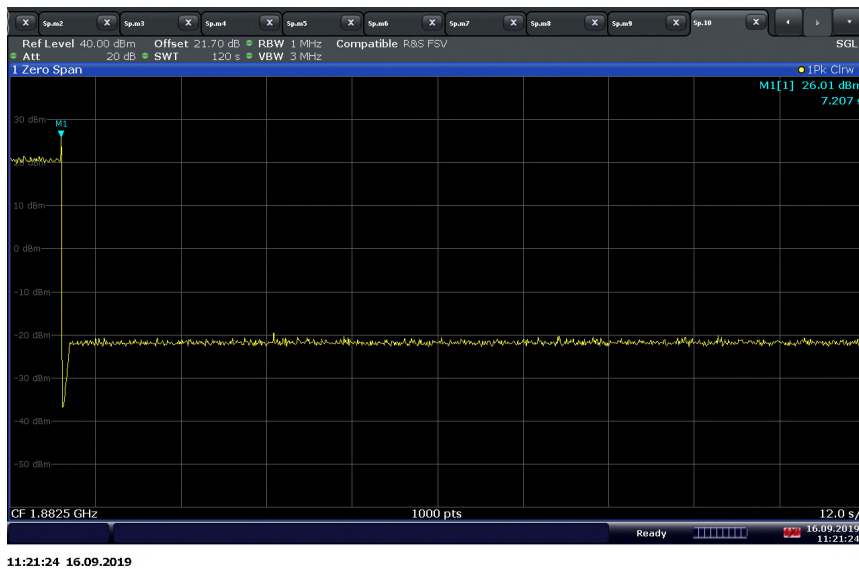 Sp.m2 Sp.m3 Sp.m4 Sp.m5 Sp.m6 Sp.m7 Sp.m8 Sp.m9 Sp.10
Ref Level 40.00 dBm Offset 21.70 dB RBW 1 MHz Compatible R&S FSV SGL
Att 20 dB SWT 120 s VBW 3 MHz
1 Zero Span 1Pk Clrw
M1[1] 26.01 dBm
7.207 s
30 dBm
M1
20 dBm
10 dBm
0 dBm
-10 dBm
-20 dBm
-30 dBm
-40 dBm
-50 dBm
CF 1.8825 GHz 1000 pts 12.0 s/
Ready 16.09.2019
11:21:24
11:21:24 16.09.2019